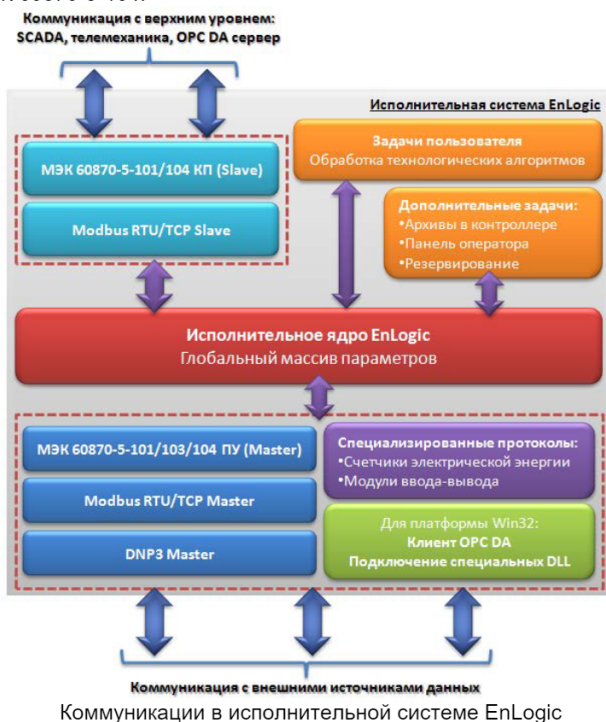 Коммуникация с верхним уровнем:
SCADA, телемеханика, OPC DA сервер
Исполнительная система EnLogic
МЭК 60870-5-101/104 КП (Slave)
Modbus RTU/TCP Slave
Задачи пользователя
Обработка технологических алгоритмов
Дополнительные задачи:
•Архивы в контроллере
•Панель оператора
•Резервирование
Исполнительное ядро EnLogic
Глобальный массив параметров
МЭК 60870-5-101/103/104 ПУ (Master)
Modbus RTU/TCP Master
DNP3 Master
Специализированные протоколы:
•Счетчики электрической энергии
•Модули ввода-вывода
Для платформы Win32:
Клиент OPC DA
Подключение специальных DLL
Коммуникация с внешними источниками данных
Коммуникации в исполнительной системе EnLogic